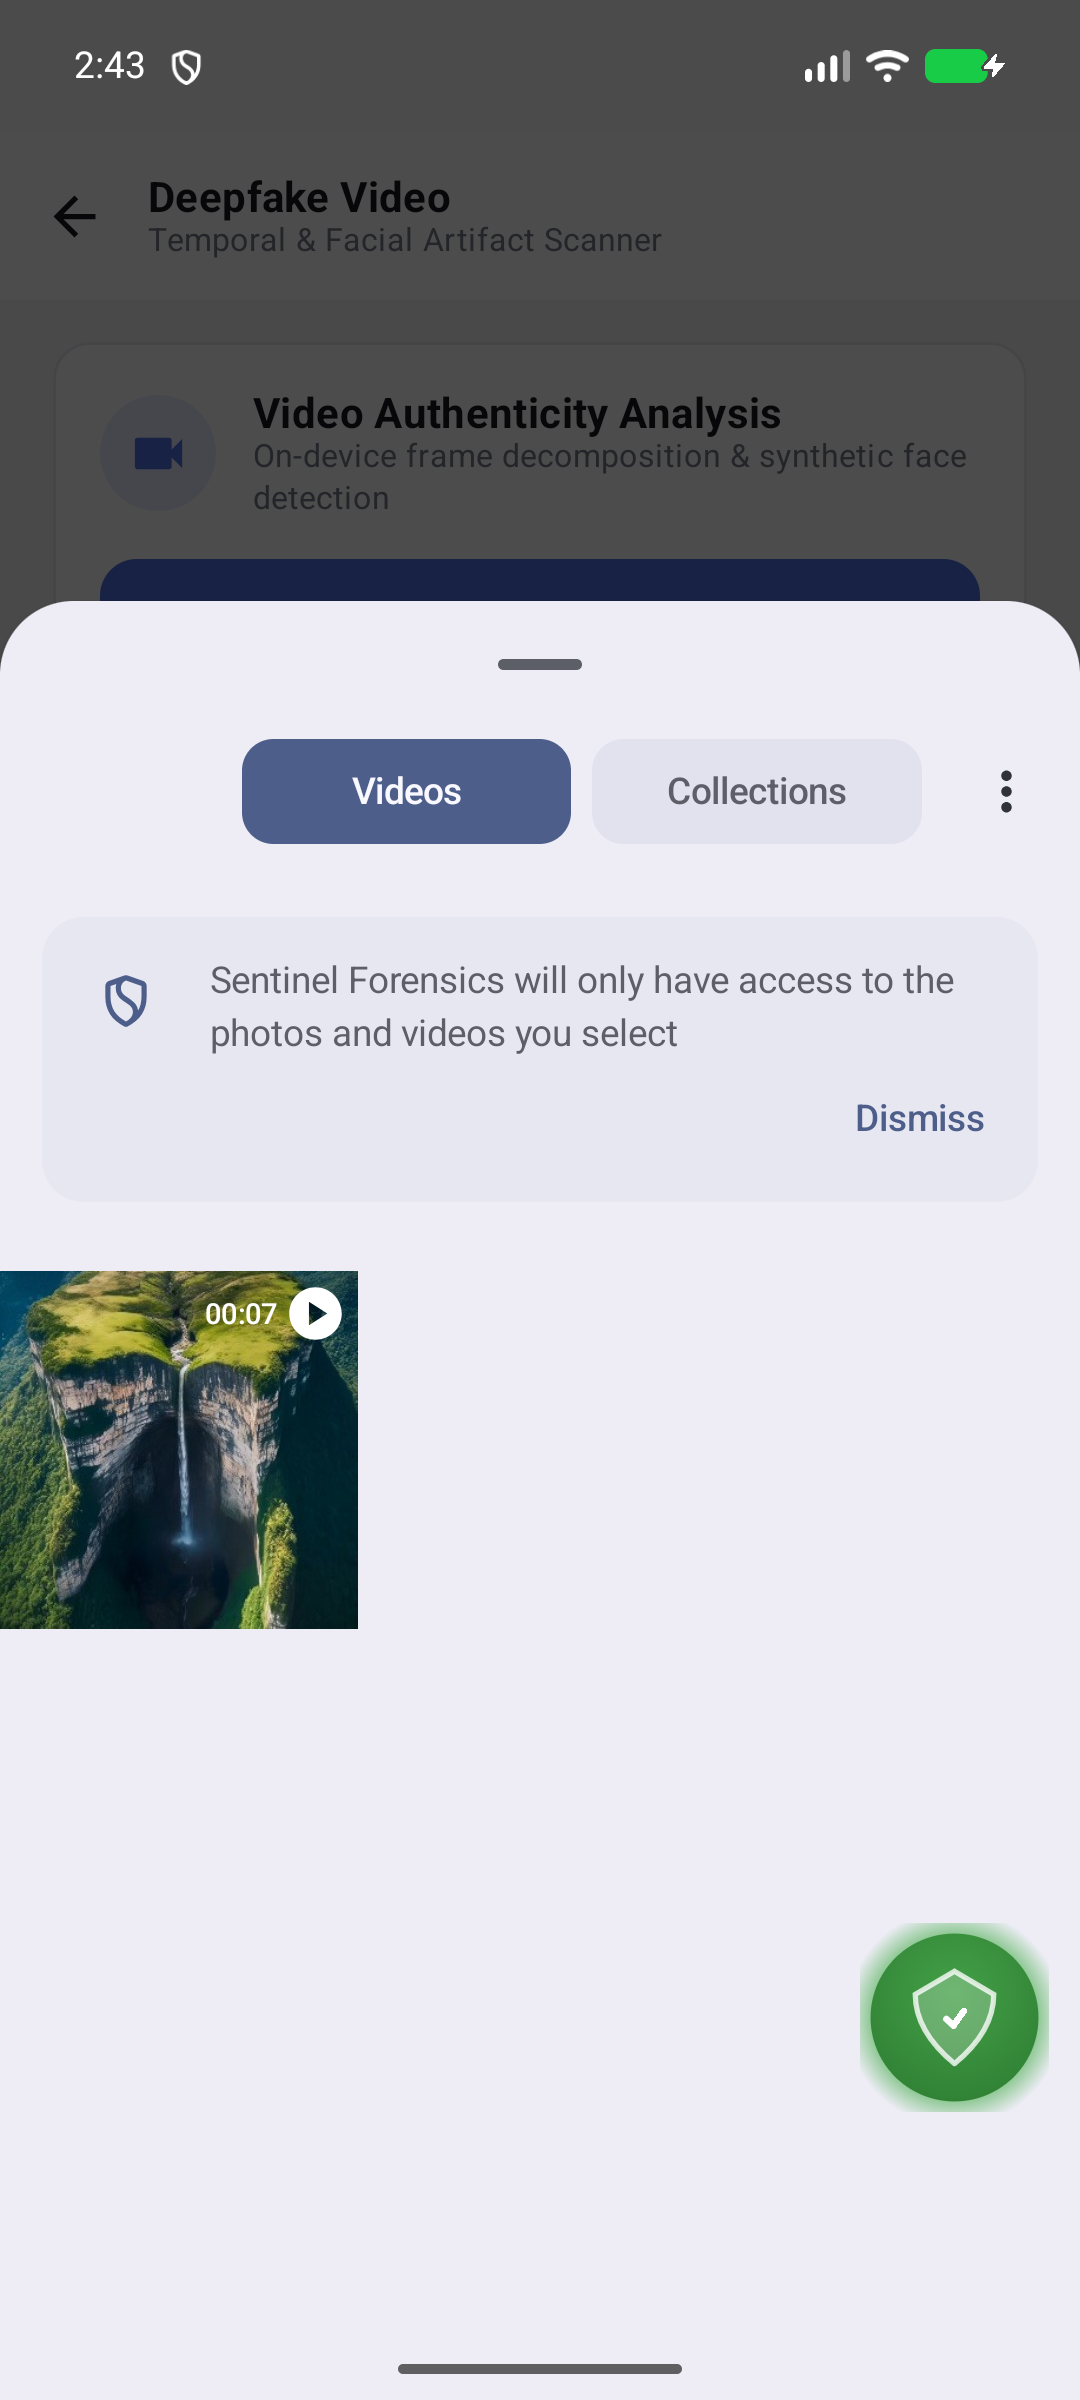 2:43
Deepfake Video
Temporal & Facial Artifact Scanner
Video Authenticity Analysis
On-device frame decomposition & synthetic face
detection
Videos
Collections
Sentinel Forensics will only have access to the
photos and videos you select
Dismiss
00:07